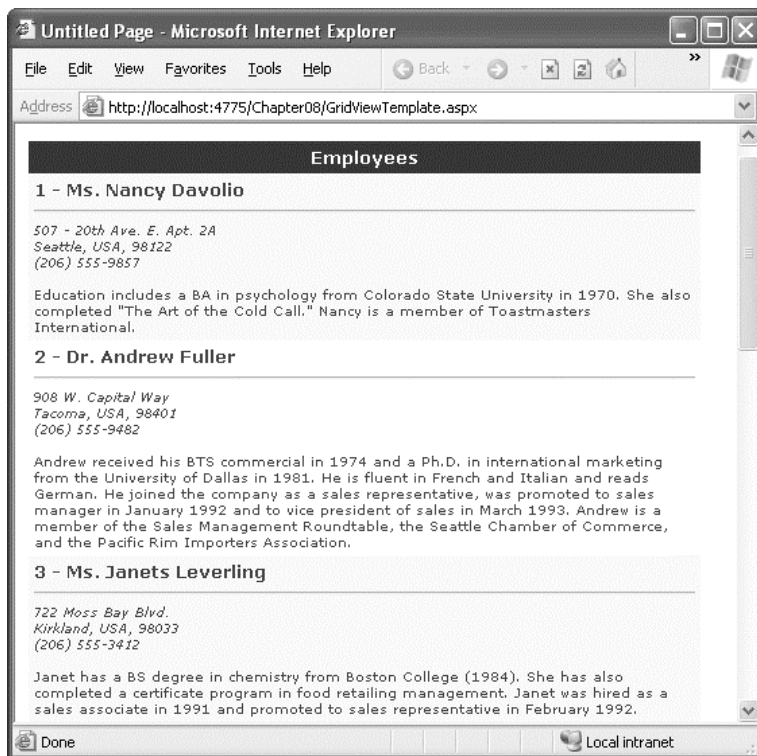 Untitled Page - Microsoft Internet Explorer
File Edit View Favorites Tools Help Back »
Address http://localhost:4775/Chapter08/GridViewTemplate.aspx
Employees
1 - Ms. Nancy Davolio
507 - 20th Ave. E. Apt. 2A
Seattle, USA, 98122
(206) 555-9857
Education includes a BA in psychology from Colorado State University in 1970. She also
completed "The Art of the Cold Call." Nancy is a member of Toastmasters
International.
2 - Dr. Andrew Fuller
908 W. Capital Way
Tacoma, USA, 98401
(206) 555-9482
Andrew received his BTS commercial in 1974 and a Ph.D. in international marketing
from the University of Dallas in 1981. He is fluent in French and Italian and reads
German. He joined the company as a sales representative, was promoted to sales
manager in January 1992 and to vice president of sales in March 1993. Andrew is a
member of the Sales Management Roundtable, the Seattle Chamber of Commerce,
and the Pacific Rim Importers Association.
3 - Ms. Janets Leverling
722 Moss Bay Blvd.
Kirkland, USA, 98033
(206) 555-3412
Janet has a BS degree in chemistry from Boston College (1984). She has also
completed a certificate program in food retailing management. Janet was hired as a
sales associate in 1991 and promoted to sales representative in February 1992.
Done Local intranet